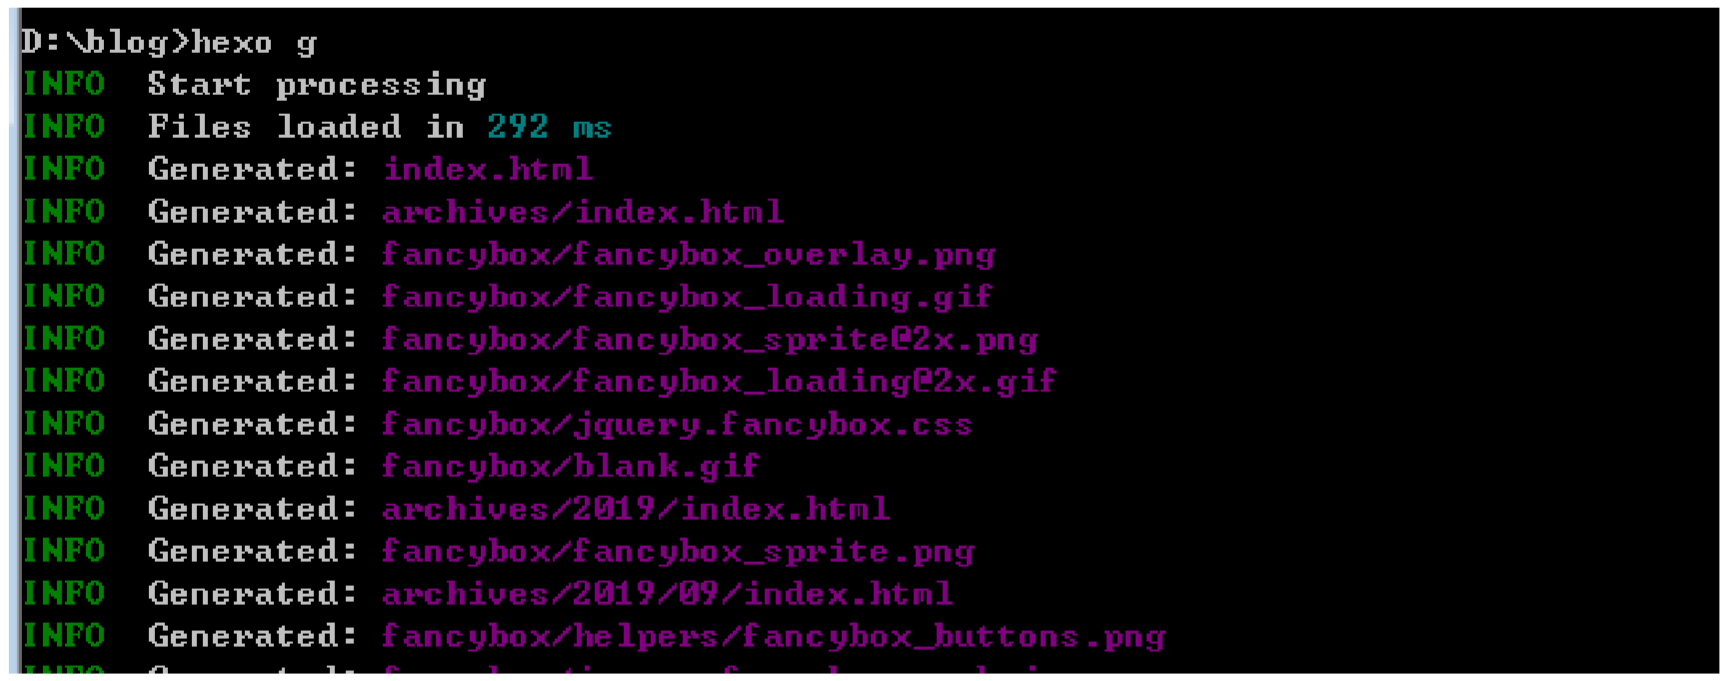 D:\blog>hexo g
INFO  Start processing
INFO  Files loaded in 292 ms
INFO  Generated: index.html
INFO  Generated: archives/index.html
INFO  Generated: fancybox/fancybox_overlay.png
INFO  Generated: fancybox/fancybox_loading.gif
INFO  Generated: fancybox/fancybox_sprite@2x.png
INFO  Generated: fancybox/fancybox_loading@2x.gif
INFO  Generated: fancybox/jquery.fancybox.css
INFO  Generated: fancybox/blank.gif
INFO  Generated: archives/2019/index.html
INFO  Generated: fancybox/fancybox_sprite.png
INFO  Generated: archives/2019/09/index.html
INFO  Generated: fancybox/helpers/fancybox_buttons.png
INFO  Generated: